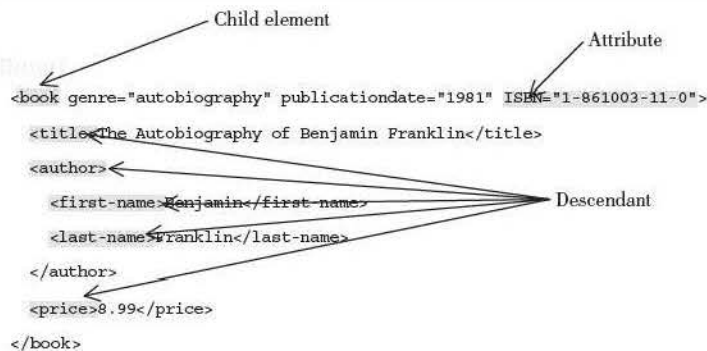 Child element
Attribute
<book genre="autobiography" publicationdate="1981" ISBN="1-861003-11-0">
<title>The Autobiography of Benjamin Franklin</title>
<author>
<first-name>Benjamin</first-name>
Descendant
<last-name>Franklin</last-name>
</author>
<price>8.99</price>
</book>